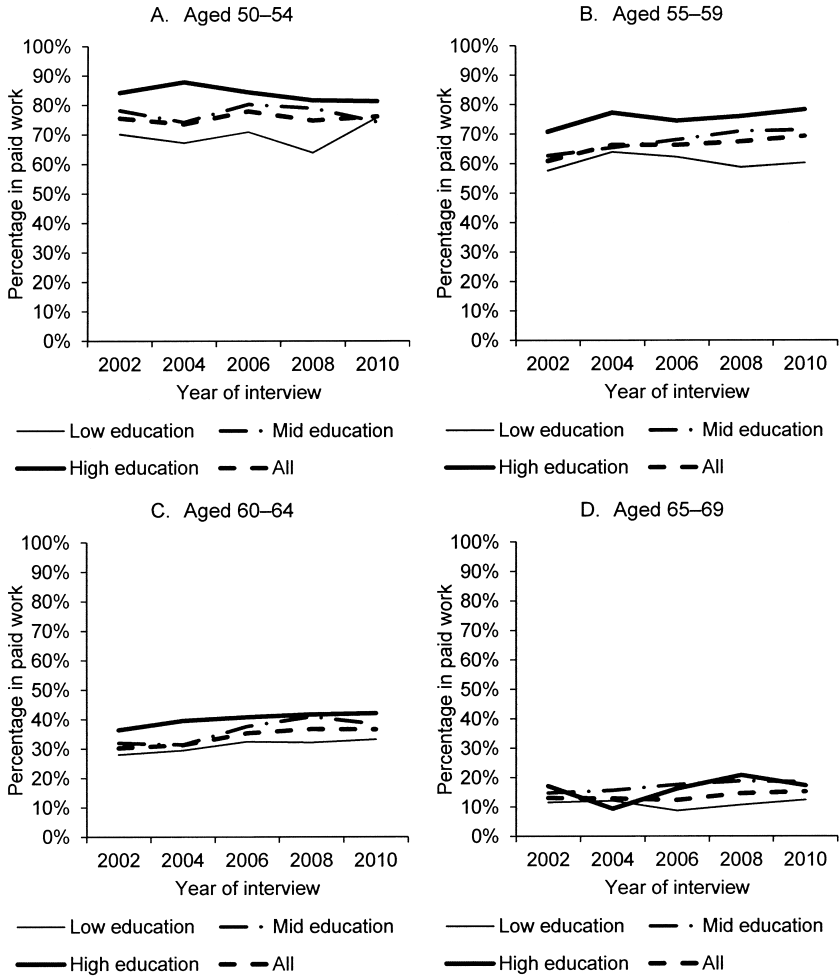 A. Aged 50–54
100%
90%
80%
70%
60%
50%
40%
30%
20%
10%
0%
Percentage in paid work
2002 2004 2006 2008 2010
Year of interview
Low education Mid education
High education All
B. Aged 55–59
100%
90%
80%
70%
60%
50%
40%
30%
20%
10%
0%
Percentage in paid work
2002 2004 2006 2008 2010
Year of interview
Low education Mid education
High education All
C. Aged 60–64
100%
90%
80%
70%
60%
50%
40%
30%
20%
10%
0%
Percentage in paid work
2002 2004 2006 2008 2010
Year of interview
Low education Mid education
High education All
D. Aged 65–69
100%
90%
80%
70%
60%
50%
40%
30%
20%
10%
0%
Percentage in paid work
2002 2004 2006 2008 2010
Year of interview
Low education Mid education
High education All